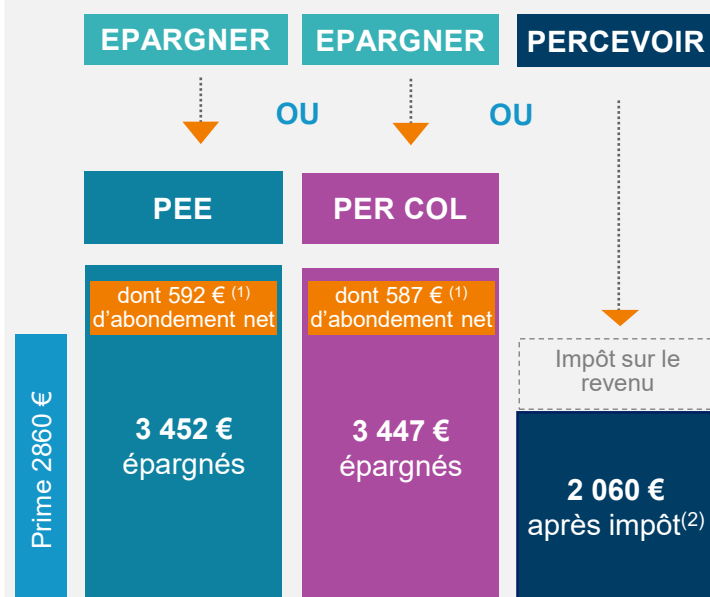 EPARGNER
EPARGNER
PERCEVOIR
OU
OU
PEE
PER COL
dont 592 € (1)
d'abondement net
dont 587 € (1)
d'abondement net
Impôt sur le
revenu
Prime 2860 €
3 452 €
épargnés
3 447 €
épargnés
2 060 €
après impôt(2)